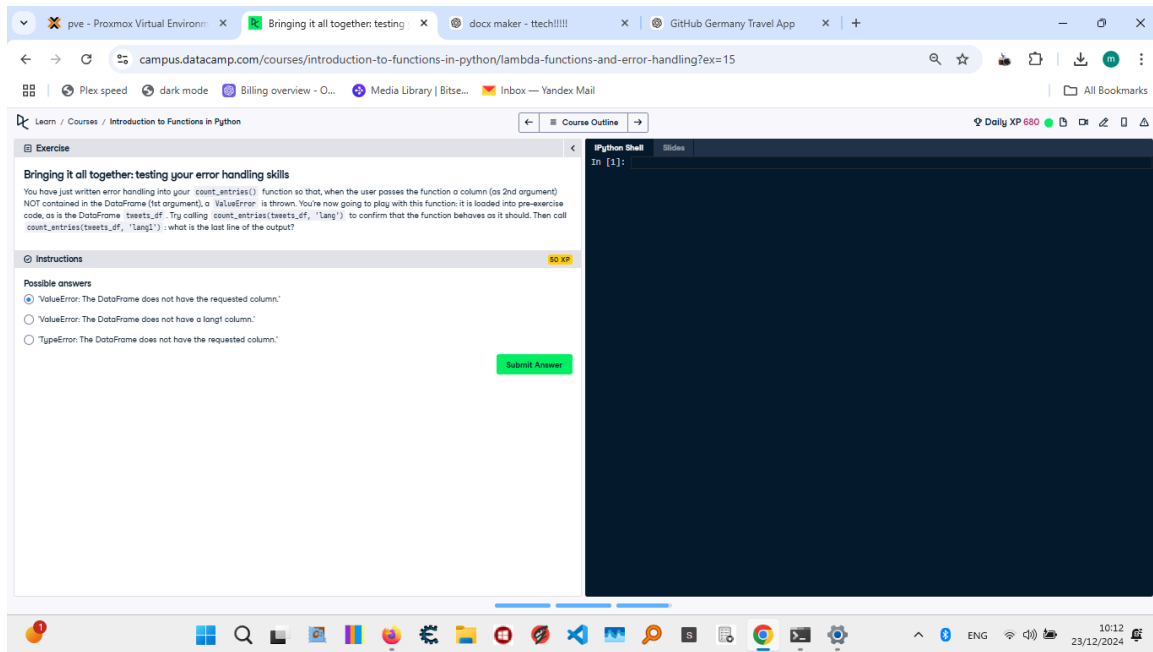 pve - Proxmox Virtual Environm
Bringing it all together: testing
docx maker - ttech!!!!!
GitHub Germany Travel App
campus.datacamp.com/courses/introduction-to-functions-in-python/lambda-functions-and-error-handling?ex=15
m
Plex speed
dark mode
Billing overview - O...
Media Library | Bitse...
Inbox — Yandex Mail
All Bookmarks
Learn / Courses / Introduction to Functions in Python
Course Outline
Daily XP 680
Exercise
Bringing it all together: testing your error handling skills
You have just written error handling into your count_entries() function so that, when the user passes the function a column (as 2nd argument)
NOT contained in the DataFrame (1st argument), a ValueError is thrown. You're now going to play with this function: it is loaded into pre-exercise
code, as is the DataFrame tweets_df. Try calling count_entries(tweets_df, 'lang') to confirm that the function behaves as it should. Then call
count_entries(tweets_df, 'lang1') : what is the last line of the output?
Instructions
50 XP
Possible answers
'ValueError: The DataFrame does not have the requested column.'
'ValueError: The DataFrame does not have a lang1 column.'
'TypeError: The DataFrame does not have the requested column.'
Submit Answer
IPython Shell
Slides
In [1]:
1
S
ENG
10:12
23/12/2024